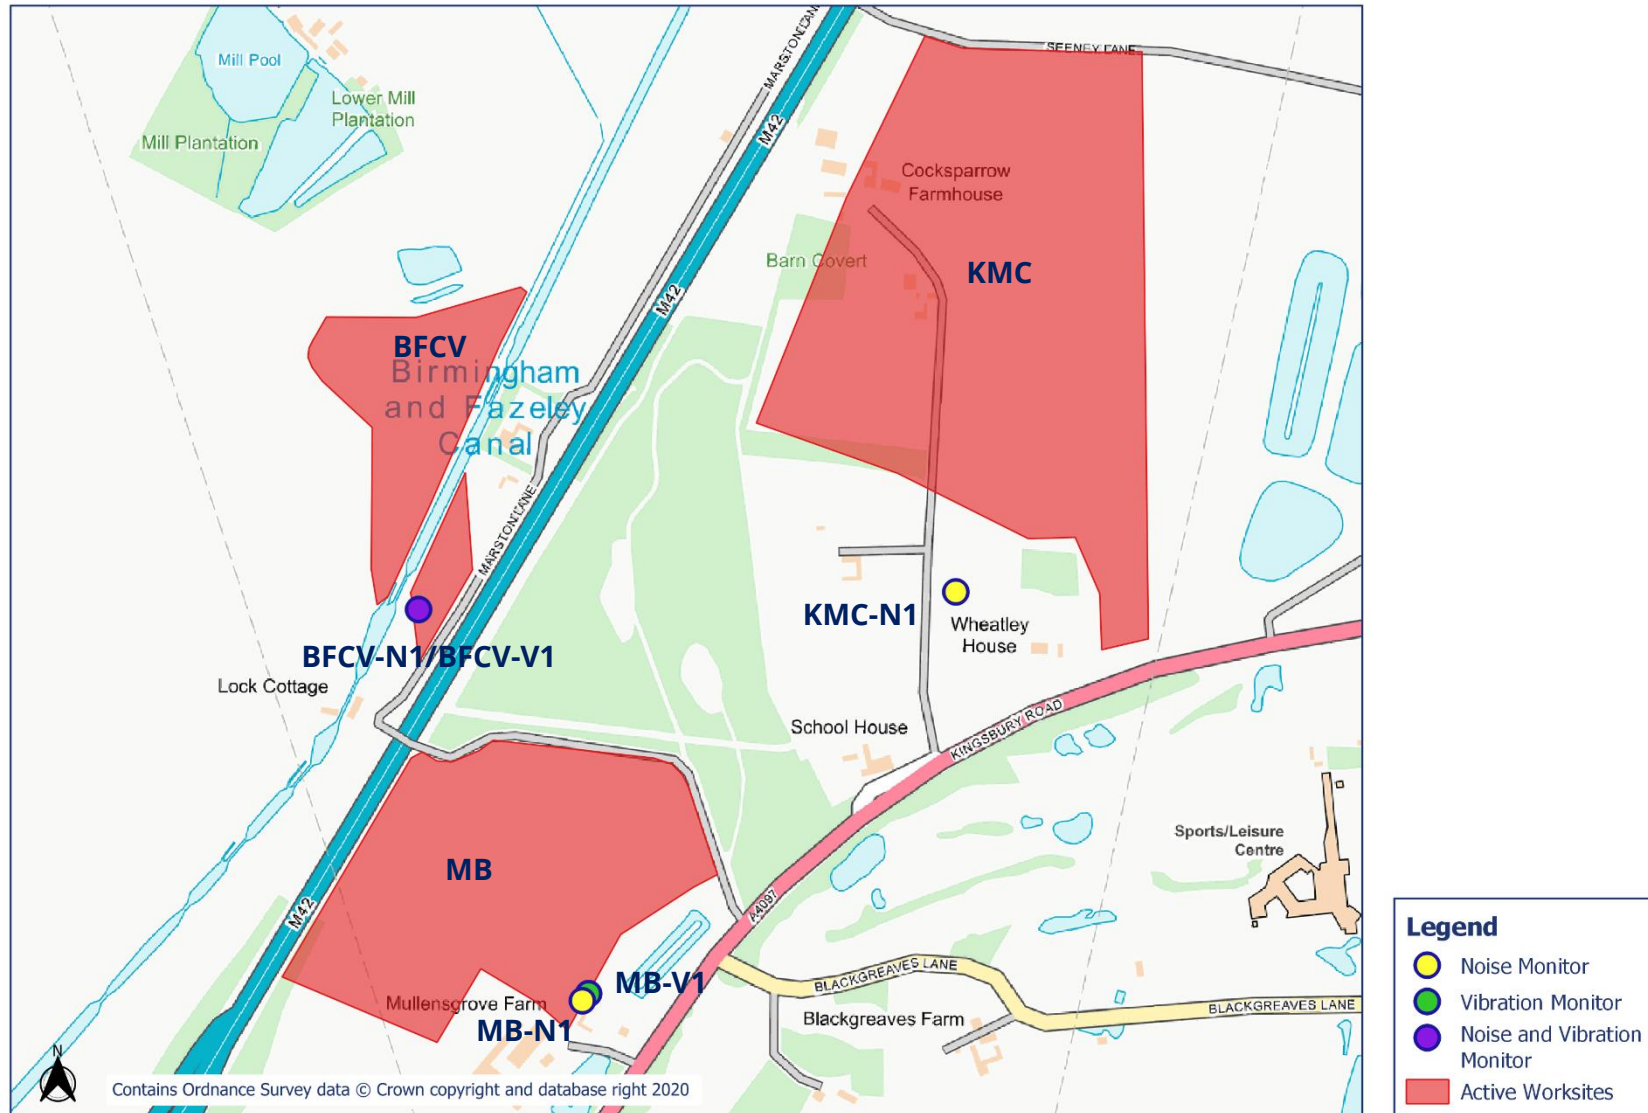 Mill Pool
Lower Mill
Plantation
Mill Plantation
MARSTON LANE
MARSTON LANE
M42
SEENEY LANE
Cocksparrow
Farmhouse
Barn Covert
KMC
M42
BFCV
Birmingham
and Fazeley
Canal
MARSTON LANE
KMC-N1
Wheatley
House
BFCV-N1/BFCV-V1
Lock Cottage
School House
KINGSBURY ROAD
Sports/Leisure
Centre
MB
M42
A4097
MB-V1
Mullensgrove Farm
MB-N1
BLACKGREAVES LANE
BLACKGREAVES LANE
Blackgreaves Farm
N
Contains Ordnance Survey data © Crown copyright and database right 2020
Legend
Noise Monitor
Vibration Monitor
Noise and Vibration
Monitor
Active Worksites